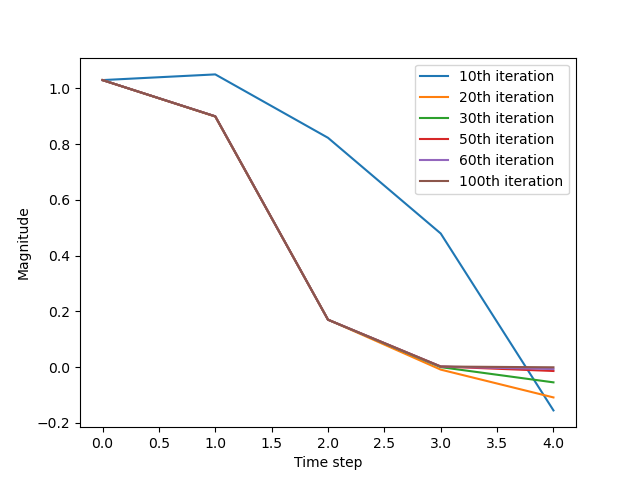 10th iteration
20th iteration
30th iteration
50th iteration
60th iteration
100th iteration
Magnitude
1.0
0.8
0.6
0.4
0.2
0.0
−0.2
0.0 0.5 1.0 1.5 2.0 2.5 3.0 3.5 4.0
Time step